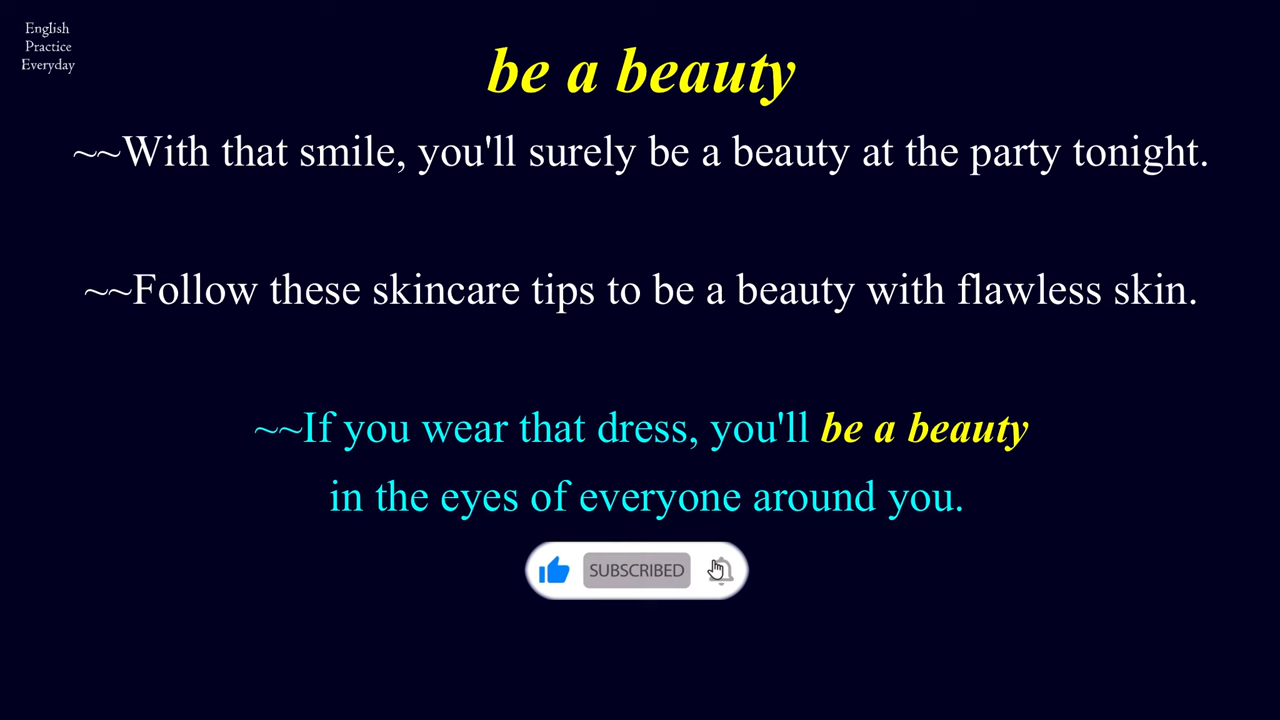 English
Practice
Everyday
be a beauty
~~With that smile, you'll surely be a beauty at the party tonight.
~~Follow these skincare tips to be a beauty with flawless skin.
~~If you wear that dress, you'll be a beauty
in the eyes of everyone around you.
SUBSCRIBED